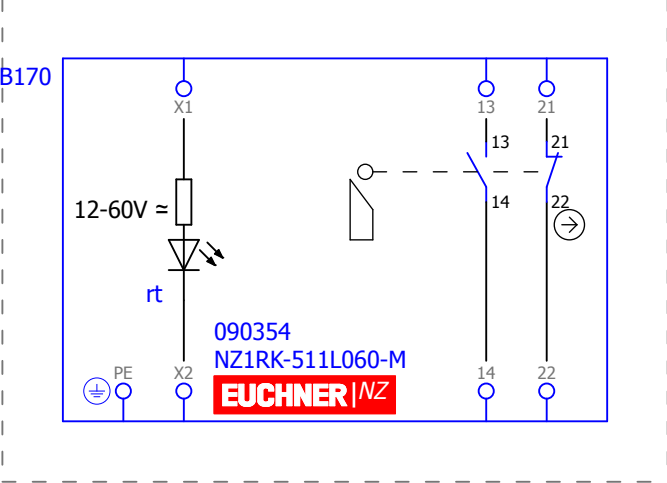 B170
X1
13
21
13
21
12-60V ≃
14
22
rt
090354
NZ1RK-511L060-M
PE
X2
14
22
EUCHNER|NZ